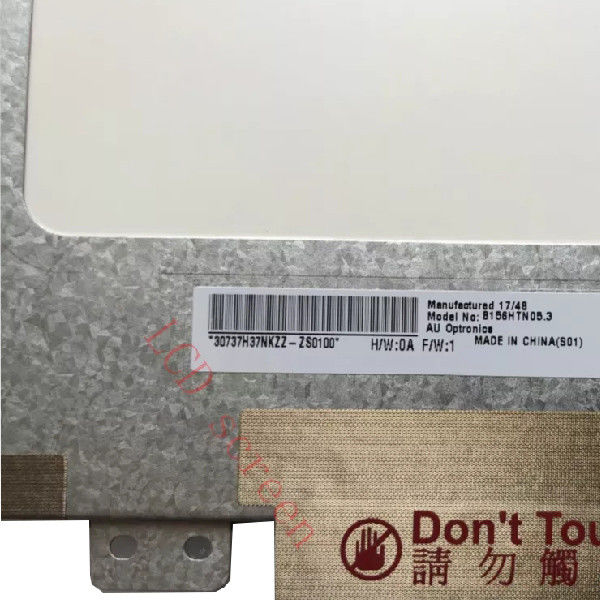 Manufactured 17/48
Model No: B156HTN05.3
AU Optronics
MADE IN CHINA(S01)
*30737H37NKZZ-ZS0100*
H/W:0A F/W:1
LCD screen
Don't Tou
請勿觸